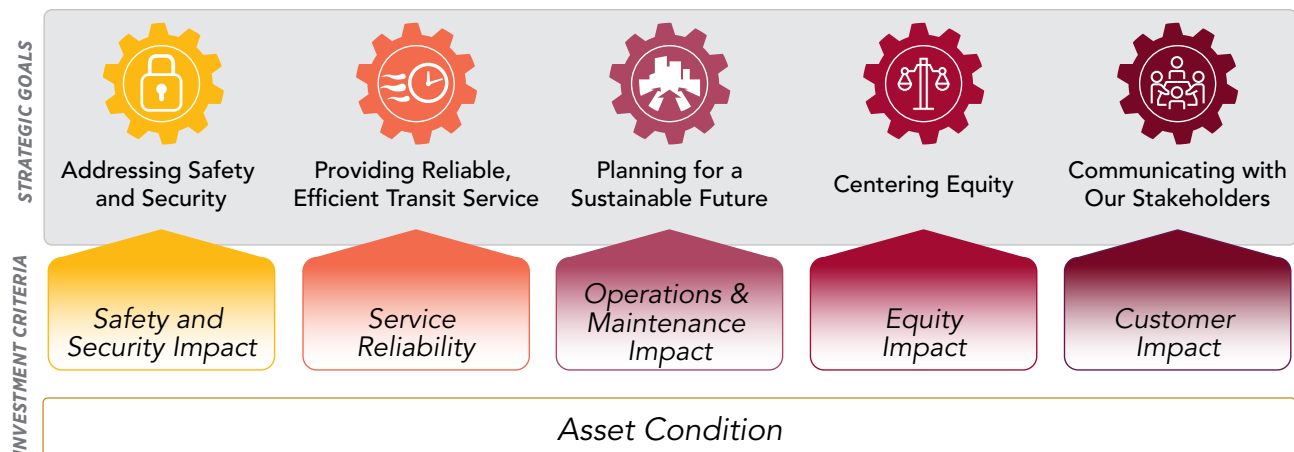 STRATEGIC GOALS
Addressing Safety
and Security
Providing Reliable,
Efficient Transit Service
Planning for a
Sustainable Future
Centering Equity
Communicating with
Our Stakeholders
INVESTMENT CRITERIA
Safety and
Security Impact
Service
Reliability
Operations &
Maintenance
Impact
Equity
Impact
Customer
Impact
Asset Condition